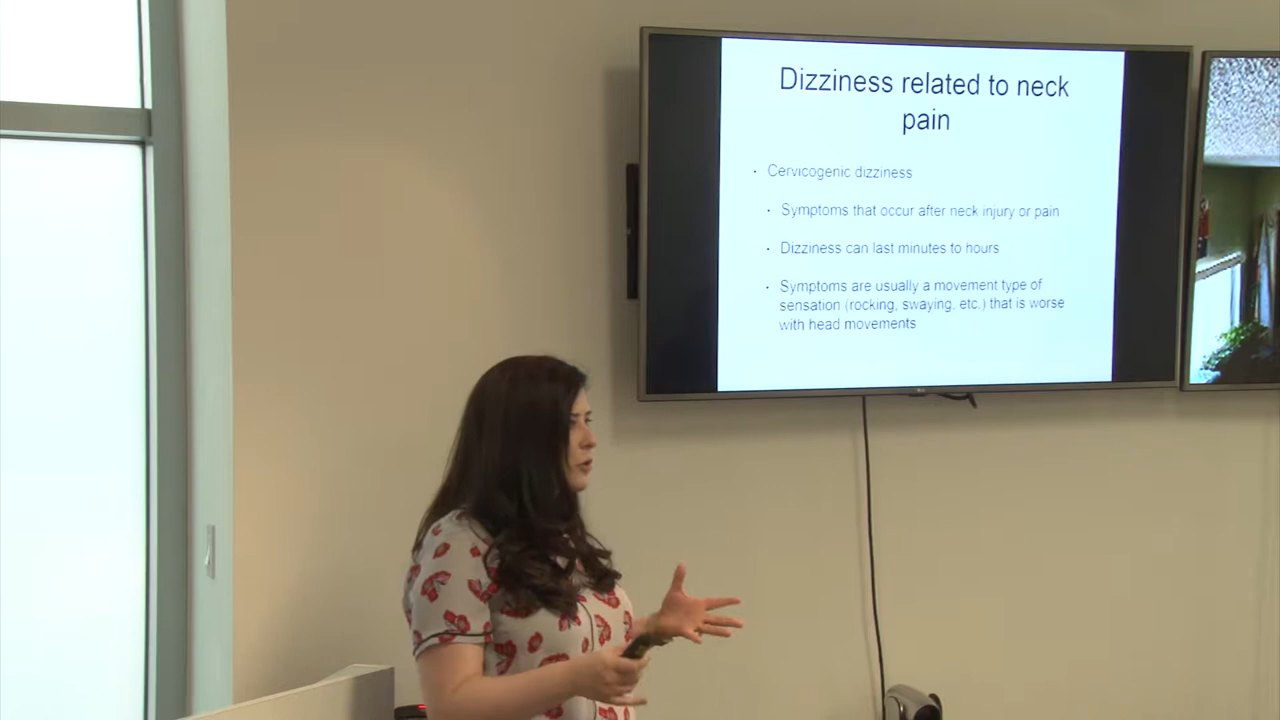 Dizziness related to neck
pain
· Cervicogenic dizziness
· Symptoms that occur after neck injury or pain
· Dizziness can last minutes to hours
· Symptoms are usually a movement type of
sensation (rocking, swaying, etc.) that is worse
with head movements